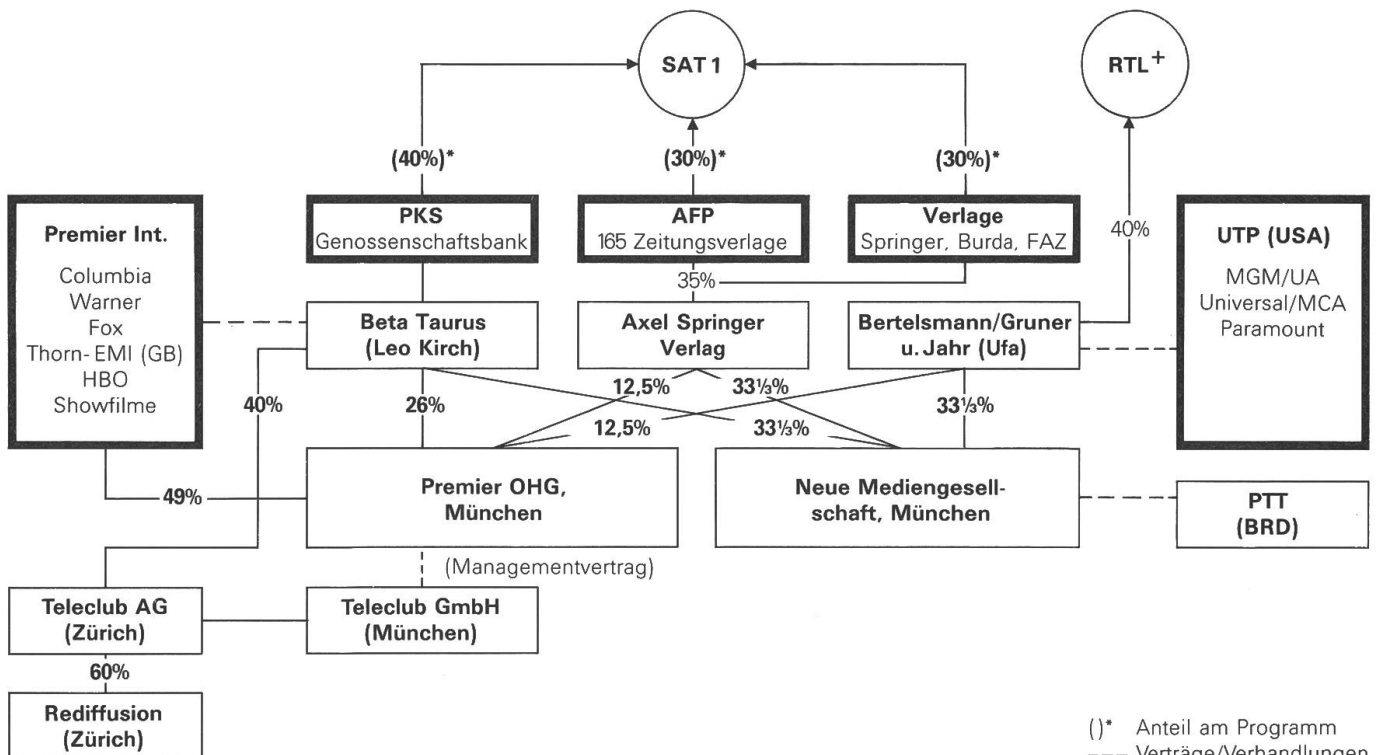 SAT 1
RTL+
(40%)*
(30%)*
(30%)*
40%
Premier Int.
Columbia
Warner
Fox
Thorn-EMI (GB)
HBO
Showfilme
PKS
Genossenschaftsbank
AFP
165 Zeitungsverlage
Verlage
Springer, Burda, FAZ
UTP (USA)
MGM/UA
Universal/MCA
Paramount
35%
Beta Taurus
(Leo Kirch)
Axel Springer
Verlag
Bertelsmann/Gruner
u. Jahr (Ufa)
40%
26%
12,5%
33⅓%
33⅓%
12,5%
33⅓%
49%
Premier OHG,
München
Neue Mediengesell-
schaft, München
PTT
(BRD)
(Managementvertrag)
Teleclub AG
(Zürich)
Teleclub GmbH
(München)
60%
Rediffusion
(Zürich)
()* Anteil am Programm
--- Verträge/Verhandlungen